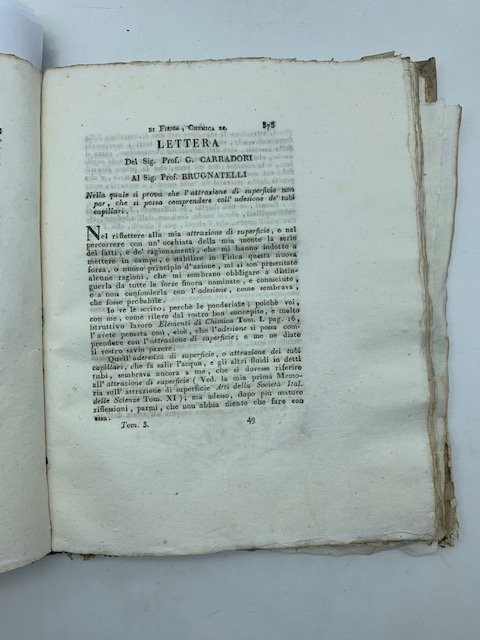 DI FISICA, CHIMICA ec. 373
LETTERA
Del Sig. Prof. G. CARRADORI
Al Sig. Prof. BRUGNATELLI
Nella quale si prova che l'attrazione di superficie non
par, che si possa comprendere coll'adesione de' tubi
capillari.
Nel riflettere alla mia attrazione di superficie, e nel
percorrere con un' occhiata della mia mente la serie
dei fatti, e de' ragionamenti, che mi hanno indotto a
mettere in campo, e stabilire in Fisica questa nuova
forza, o nuovo principio d'azione, mi si son presentate
alcune ragioni, che mi sembrano obbligare a distin-
guerla da tutte le forze finora nominate, e conosciute,
e a non confonderla con l'adesione, come sembrava,
che fosse probabile.
Io ve le scrivo, perchè le ponderiate; poichè voi,
con me, come rilevo dal vostro ben concepito, e molto
istruttivo lavoro Elementi di Chimica Tom. I. pag. 16,
l'avete pensata così, cioè, che l'adesione si possa com-
prendere con l'attrazione di superficie; e me ne diate
il vostro savio parere.
Quell'aderenza di superficie, o attrazione dei tubi
capillari, che fa salir l'acqua, e gli altri fluidi in detti
tubi, sembrava ancora a me, che si dovesse riferire
all'attrazione di superficie (Ved. la mia prima Memo-
ria sull'attrazione di superficie Atti della Società Ital.
delle Scienze Tom. XI); ma adesso, dopo più mature
riflessioni, parmi, che non abbia niente che fare con
essa.
Tom. 3. 49